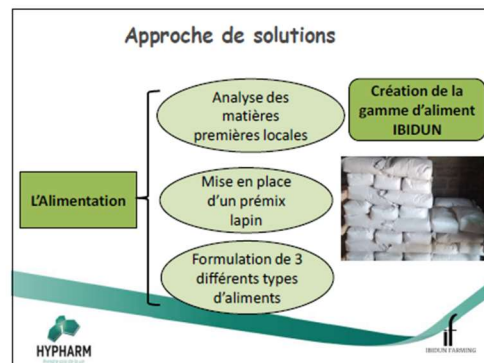 Approche de solutions
Analyse des
matières
premières locales
Création de la
gamme d'aliment
IBIDUN
L'Alimentation
Mise en place
d'un prémix
lapin
Formulation de 3
différents types
d'aliments
HYPHARM
IBIDUN FARMING